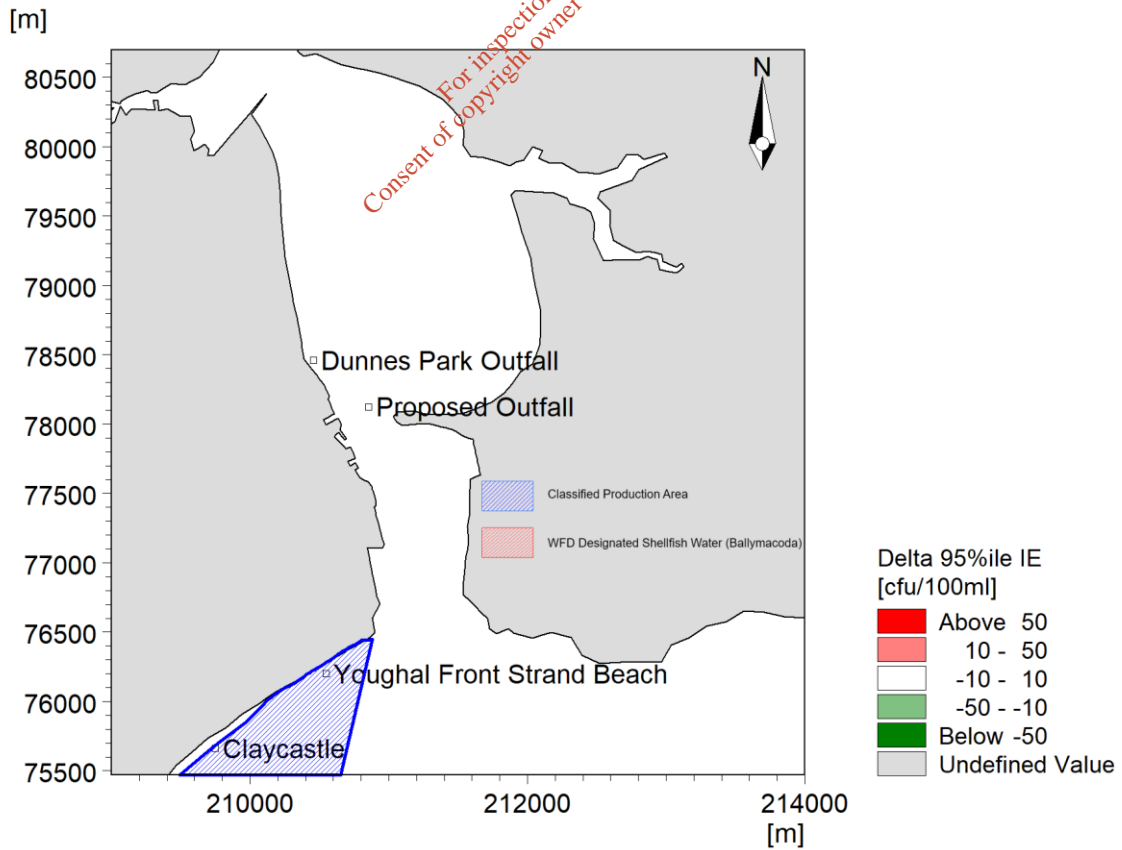 [m]
For inspection
Consent of copyright owner
N
80500
80000
79500
79000
78500
78000
77500
77000
76500
76000
75500
Dunnes Park Outfall
Proposed Outfall
Classified Production Area
WFD Designated Shellfish Water (Ballymacoda)
Youghal Front Strand Beach
Claycastle
210000
212000
214000
[m]
Delta 95%ile IE
[cfu/100ml]
Above 50
10 - 50
-10 - 10
-50 - -10
Below -50
Undefined Value